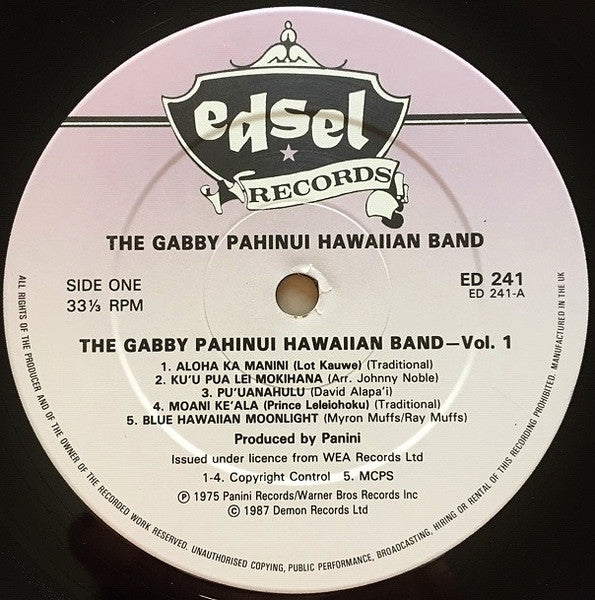 edsel
RECORDS
THE GABBY PAHINUI HAWAIIAN BAND
SIDE ONE
33⅓ RPM
ED 241
ED 241-A
THE GABBY PAHINUI HAWAIIAN BAND—Vol. 1
1. ALOHA KA MANINI (Lot Kauwe) (Traditional)
2. KU'U PUA LEI MOKIHANA (Arr. Johnny Noble)
3. PU'UANAHULU (David Alapa'i)
4. MOANI KE'ALA (Prince Leleiohoku) (Traditional)
5. BLUE HAWAIIAN MOONLIGHT (Myron Muffs/Ray Muffs)
Produced by Panini
Issued under licence from WEA Records Ltd
1-4. Copyright Control 5. MCPS
℗ 1975 Panini Records/Warner Bros Records Inc
© 1987 Demon Records Ltd
ALL RIGHTS OF THE PRODUCER AND OF THE OWNER OF THE RECORDED WORK RESERVED. UNAUTHORISED COPYING, PUBLIC PERFORMANCE, BROADCASTING, HIRING OR RENTAL OF THIS RECORDING PROHIBITED. MANUFACTURED IN THE UK